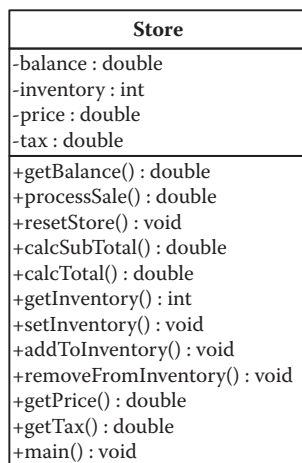 Store
-balance : double
-inventory : int
-price : double
-tax : double
+getBalance() : double
+processSale() : double
+resetStore() : void
+calcSubTotal() : double
+calcTotal() : double
+getInventory() : int
+setInventory() : void
+addToInventory() : void
+removeFromInventory() : void
+getPrice() : double
+getTax() : double
+main() : void